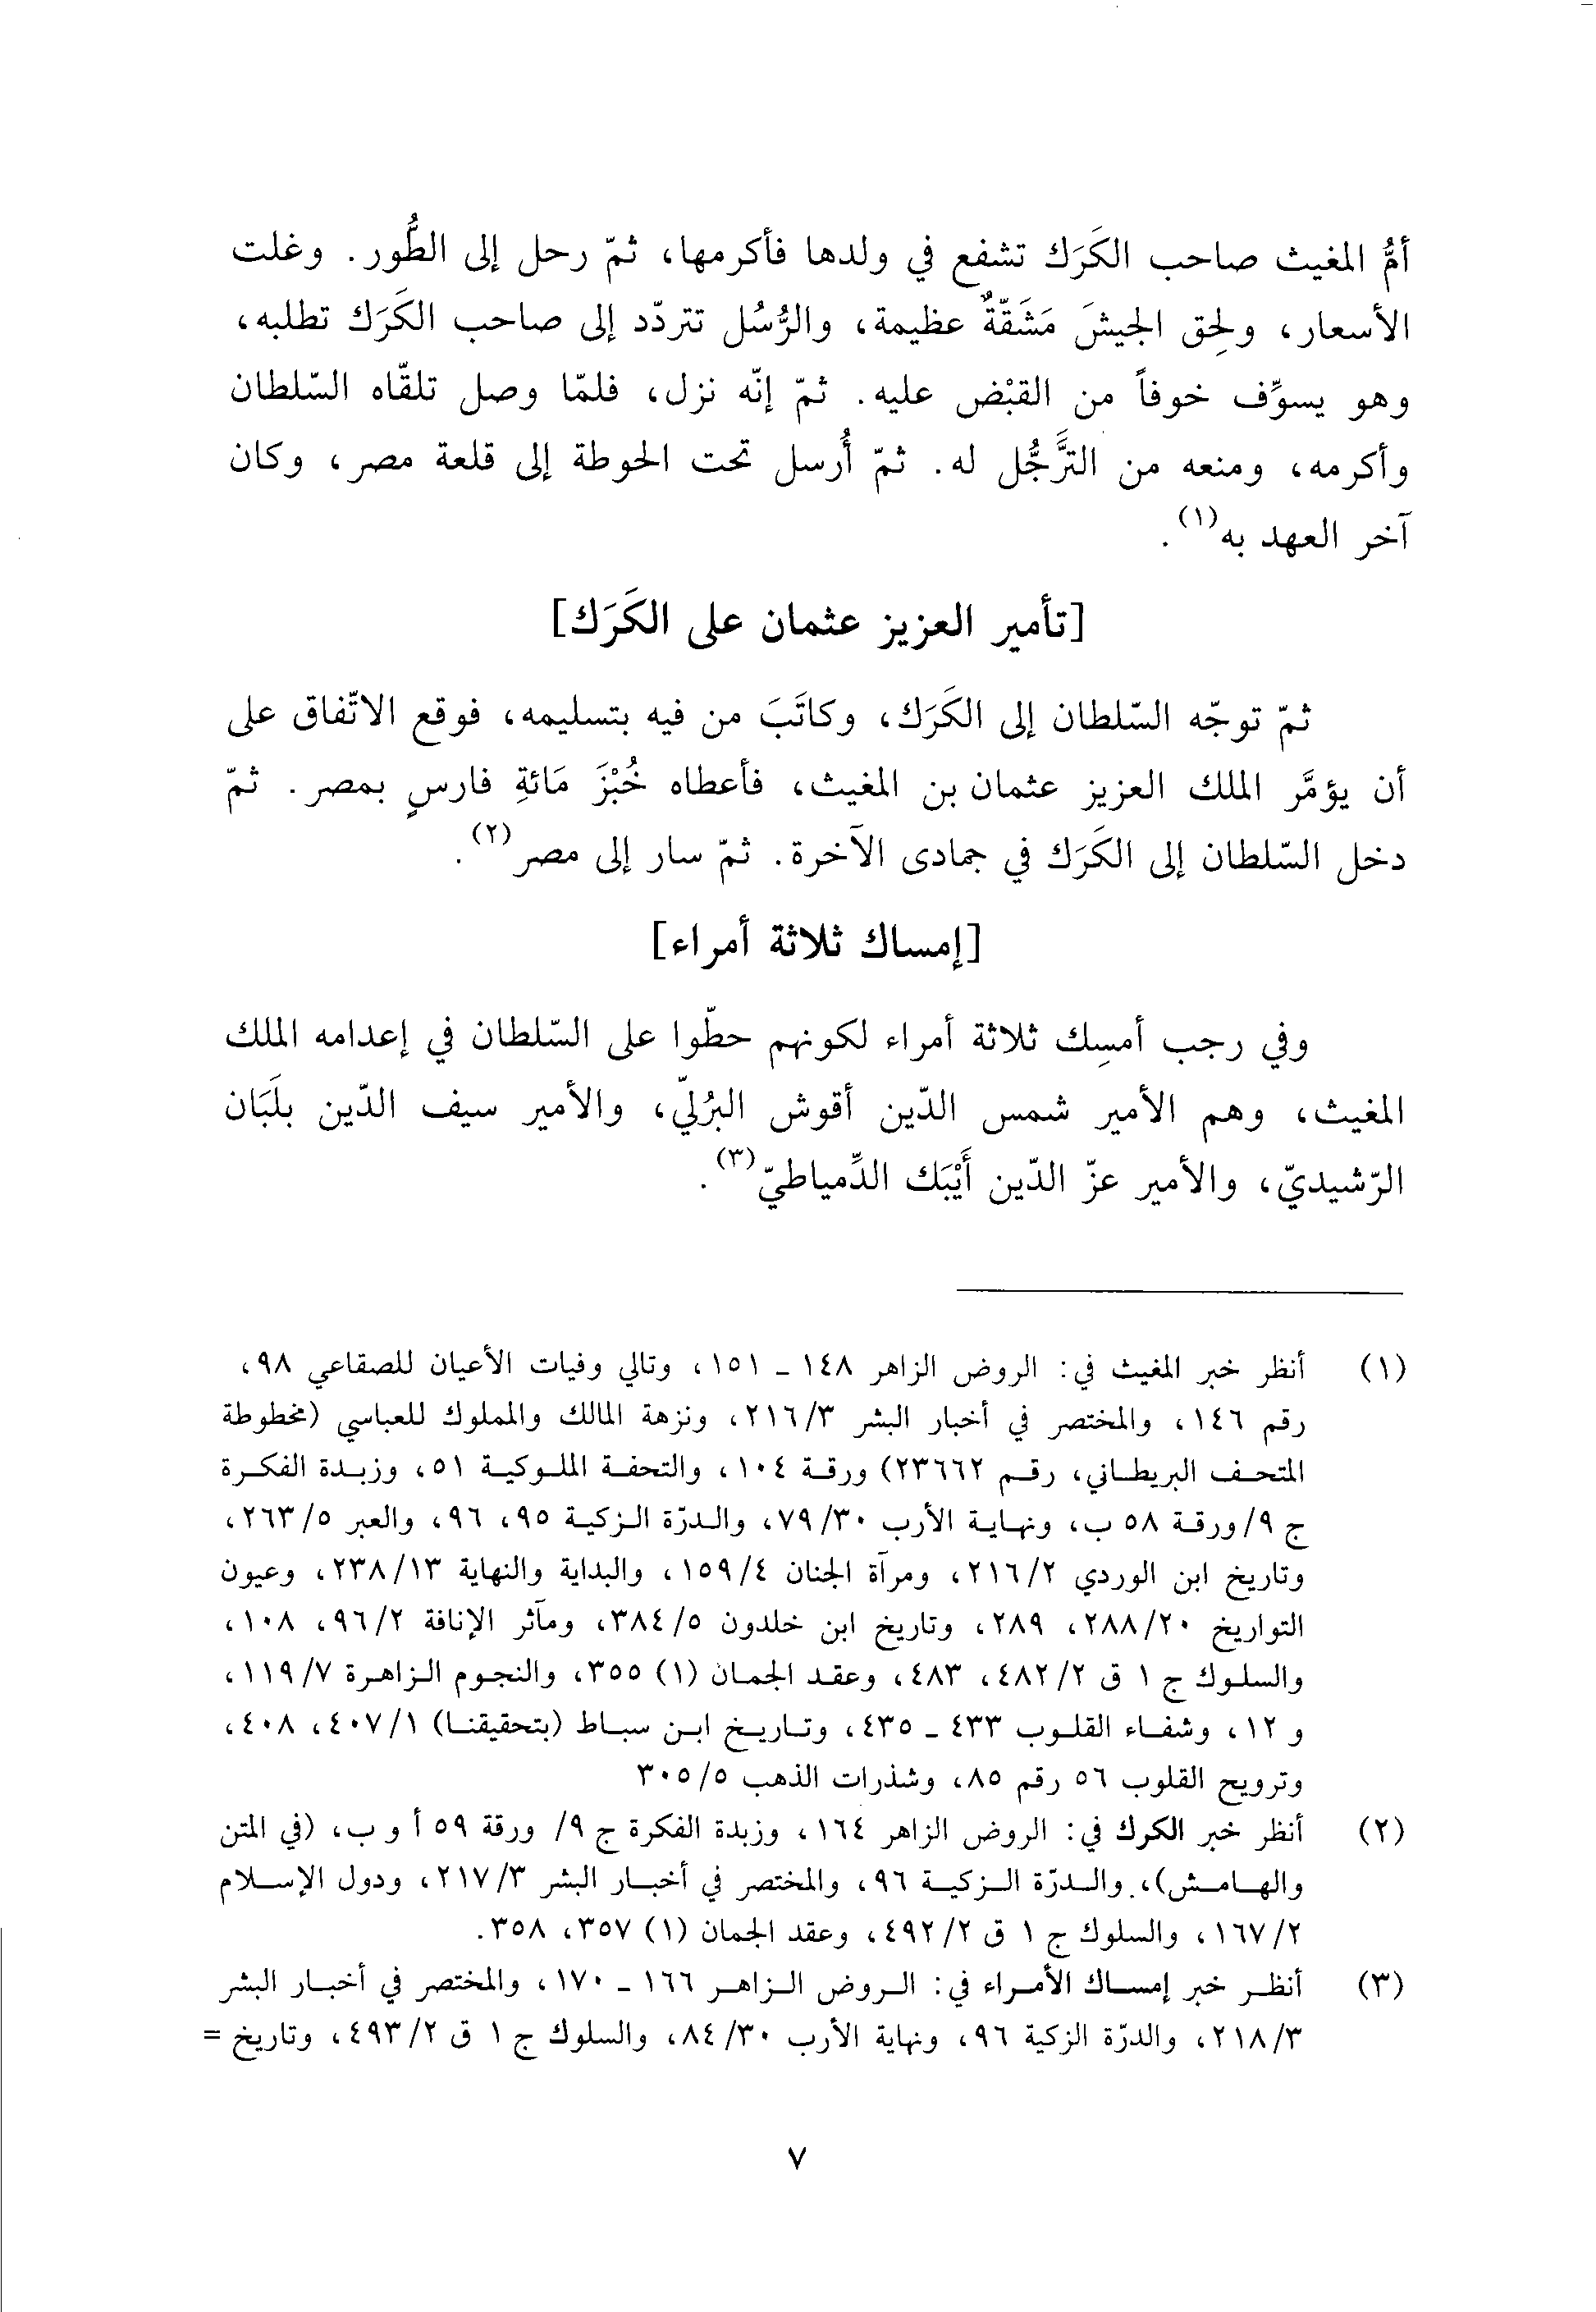 أمُّ المغيث صاحب الكَرَك تشفع في ولدها فأكرمها، ثمّ رحل إلى الطُّور. وغلت
الأسعار، ولحِق الجيشَ مَشَقّةٌ عظيمة، والرُّسُل تتردّد إلى صاحب الكَرَك تطلبه،
وهو يسوِّف خوفاً من القبْض عليه. ثمّ إنّه نزل، فلمّا وصل تلقّاه السّلطان
وأكرمه، ومنعه من التَّرجُّل له. ثمّ أُرسل تحت الحوطة إلى قلعة مصر، وكان
آخر العهد به(١).
[تأمير العزيز عثمان على الكَرَك]
ثمّ توجّه السّلطان إلى الكَرَك، وكاتَبَ من فيه بتسليمه، فوقع الاتّفاق على
أن يؤمَّر الملك العزيز عثمان بن المغيث، فأعطاه خُبْزَ مَائةِ فارسٍ بمصر. ثمّ
دخل السّلطان إلى الكَرَك في جمادى الآخرة. ثمّ سار إلى مصر(٢).
[إمساك ثلاثة أمراء]
وفي رجب أمسِك ثلاثة أمراء لكونهم حطّوا على السّلطان في إعدامه الملك
المغيث، وهم الأمير شمس الدّين أقوش البرُليّ، والأمير سيف الدّين بلَبَان
الرّشيديّ، والأمير عزّ الدّين أَيْبَك الدِّمياطيّ(٣).
(١) أنظر خبر المغيث في: الروض الزاهر ١٤٨ ـ ١٥١، وتالي وفيات الأعيان للصقاعي ٩٨،
رقم ١٤٦، والمختصر في أخبار البشر ٢١٦/٣، ونزهة المالك والمملوك للعباسي (مخطوطة
المتحف البريطاني، رقم ٢٣٦٦٢) ورقة ١٠٤، والتحفة الملوكية ٥١، وزبدة الفكرة
ج ٩/ورقة ٥٨ ب، ونهاية الأرب ٧٩/٣٠، والدرّة الزكية ٩٥، ٩٦، والعبر ٢٦٣/٥،
وتاريخ ابن الوردي ٢١٦/٢، ومرآة الجنان ١٥٩/٤، والبداية والنهاية ٢٣٨/١٣، وعيون
التواريخ ٢٨٨/٢٠، ٢٨٩، وتاريخ ابن خلدون ٣٨٤/٥، ومآثر الإنافة ٩٦/٢، ١٠٨،
والسلوك ج ١ ق ٤٨٢/٢، ٤٨٣، وعقد الجمان (١) ٣٥٥، والنجوم الزاهرة ١١٩/٧،
و ١٢، وشفاء القلوب ٤٣٣ ـ ٤٣٥، وتاريخ ابن سباط (بتحقيقنا) ٤٠٧/١، ٤٠٨،
وترويح القلوب ٥٦ رقم ٨٥، وشذرات الذهب ٣٠٥/٥
(٢) أنظر خبر الكرك في: الروض الزاهر ١٦٤، وزبدة الفكرة ج ٩/ ورقة ٥٩ أ و ب، (في المتن
والهامش)، والدرّة الزكية ٩٦، والمختصر في أخبار البشر ٢١٧/٣، ودول الإسلام
١٦٧/٢، والسلوك ج ١ ق ٤٩٢/٢، وعقد الجمان (١) ٣٥٧، ٣٥٨.
(٣) أنظر خبر إمساك الأمراء في: الروض الزاهر ١٦٦ ـ ١٧٠، والمختصر في أخبار البشر
٢١٨/٣، والدرّة الزكية ٩٦، ونهاية الأرب ٨٤/٣٠، والسلوك ج ١ ق ٤٩٣/٢، وتاريخ =
٧